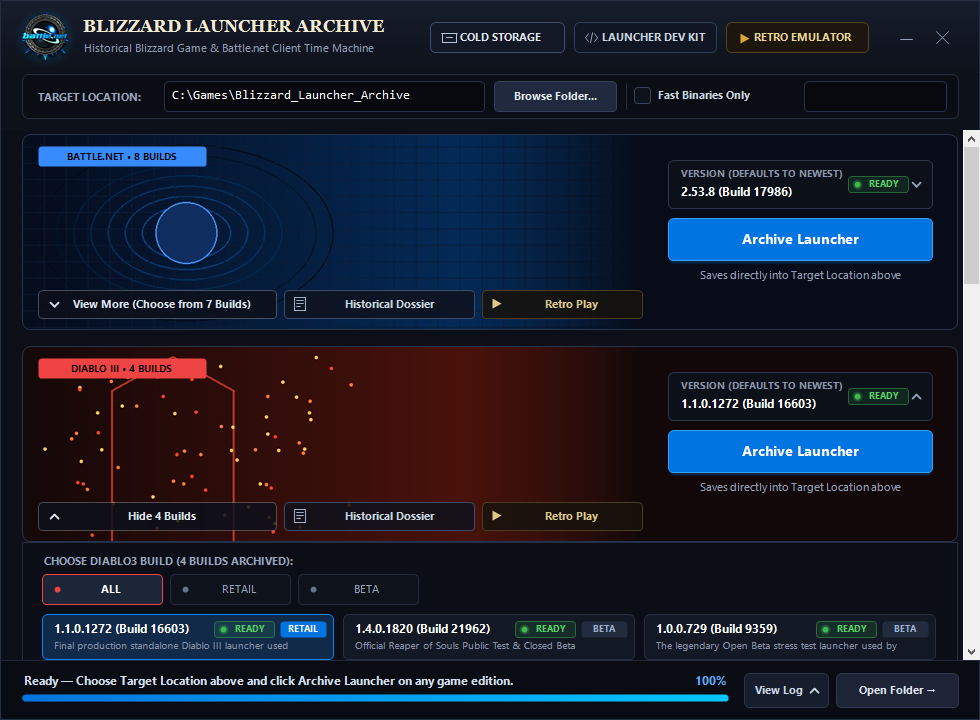 battle.net
BLIZZARD LAUNCHER ARCHIVE
Historical Blizzard Game & Battle.net Client Time Machine
COLD STORAGE
</> LAUNCHER DEV KIT
▶ RETRO EMULATOR
TARGET LOCATION:
C:\Games\Blizzard_Launcher_Archive
Browse Folder...
Fast Binaries Only
BATTLE.NET • 8 BUILDS
VERSION (DEFAULTS TO NEWEST)
2.53.8 (Build 17986)
READY
Archive Launcher
Saves directly into Target Location above
View More (Choose from 7 Builds)
Historical Dossier
Retro Play
DIABLO III • 4 BUILDS
VERSION (DEFAULTS TO NEWEST)
1.1.0.1272 (Build 16603)
READY
Archive Launcher
Saves directly into Target Location above
Hide 4 Builds
Historical Dossier
Retro Play
CHOOSE DIABLO3 BUILD (4 BUILDS ARCHIVED):
ALL
RETAIL
BETA
1.1.0.1272 (Build 16603)
READY
RETAIL
Final production standalone Diablo III launcher used
1.4.0.1820 (Build 21962)
READY
BETA
Official Reaper of Souls Public Test & Closed Beta
1.0.0.729 (Build 9359)
READY
BETA
The legendary Open Beta stress test launcher used by
Ready — Choose Target Location above and click Archive Launcher on any game edition.
100%
View Log
Open Folder →